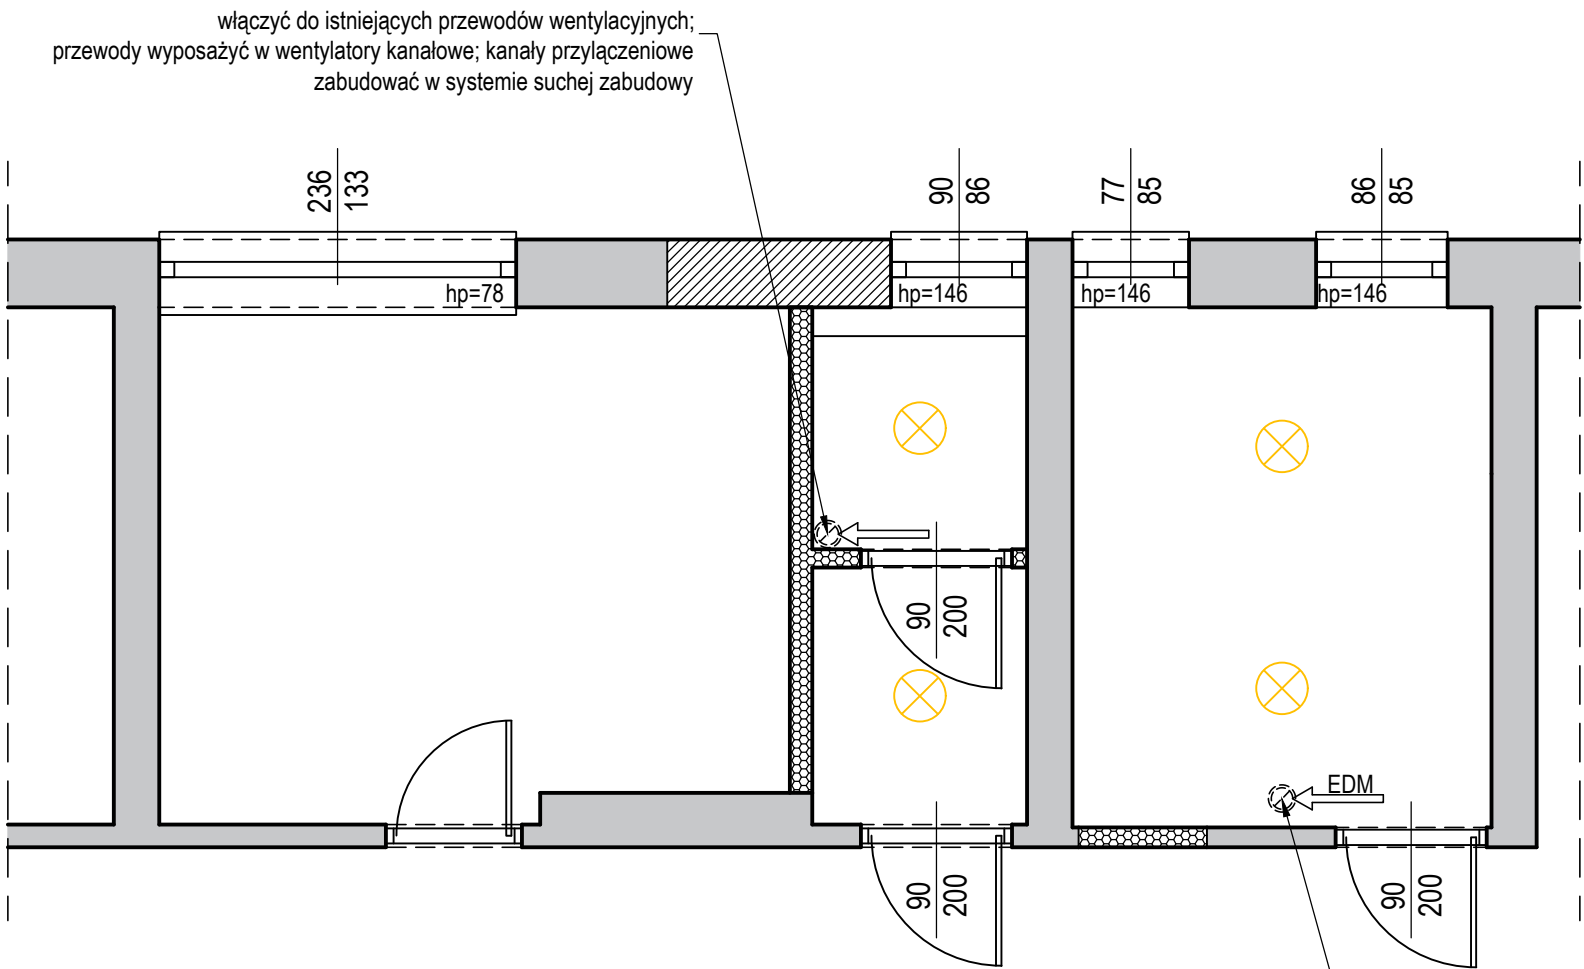 włączyć do istniejących przewodów wentylacyjnych;
przewody wyposażyć w wentylatory kanałowe; kanały przylączeniowe
zabudować w systemie suchej zabudowy
236
133
90
86
77
85
86
85
hp=78
hp=146
hp=146
hp=146
90
200
EDM
90
200
90
200